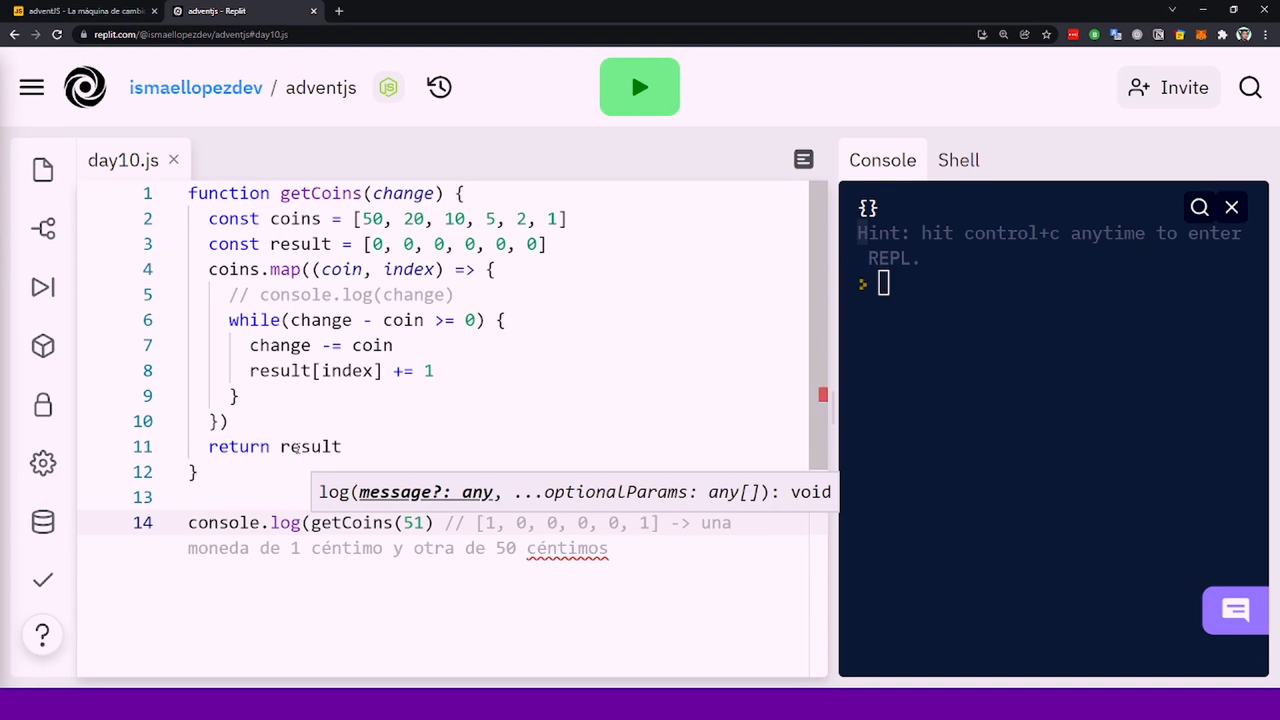 adventJS - La máquina de cambi
adventjs - Replit
replit.com/@ismaellopezdev/adventjs#day10.js
ismaellopezdev / adventjs
Invite
day10.js
Console
Shell
1 function getCoins(change) {
2 const coins = [50, 20, 10, 5, 2, 1]
3 const result = [0, 0, 0, 0, 0, 0]
4 coins.map((coin, index) => {
5 // console.log(change)
6 while(change - coin >= 0) {
7 change -= coin
8 result[index] += 1
9 }
10 })
11 return result
12 }
log(message?: any, ...optionalParams: any[]): void
13
14 console.log(getCoins(51) // [1, 0, 0, 0, 0, 1] -> una
moneda de 1 céntimo y otra de 50 céntimos
{}
Hint: hit control+c anytime to enter
REPL.
>
?